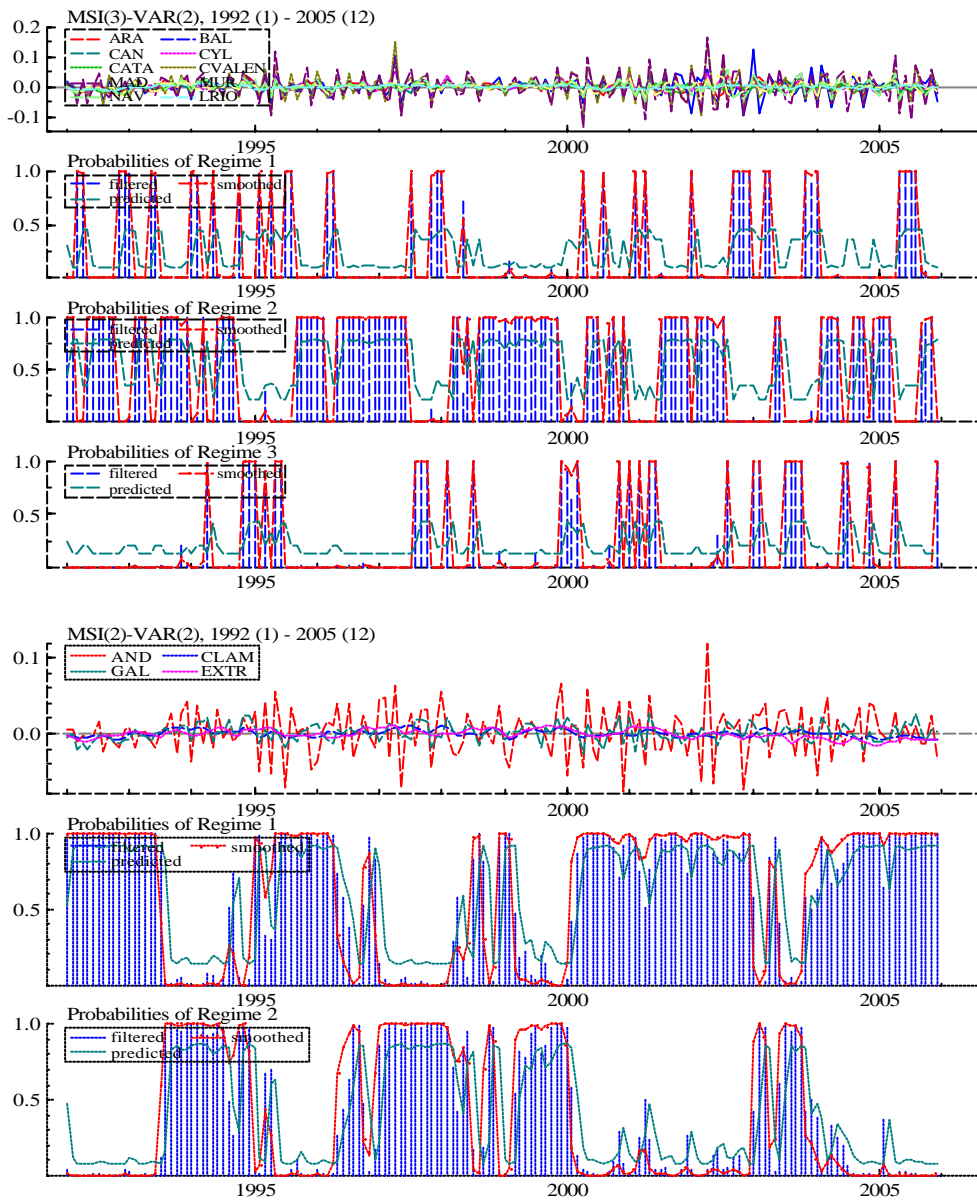 MSI(3)-VAR(2), 1992 (1) - 2005 (12)
0.2
0.1
0.0
-0.1
ARA BAL
CAN CYL
CATA CVALEN
MAD MUR
NAV LRIO
1995 2000 2005
Probabilities of Regime 1
1.0
0.5
filtered smoothed
predicted
1995 2000 2005
Probabilities of Regime 2
1.0
0.5
filtered smoothed
predicted
1995 2000 2005
Probabilities of Regime 3
1.0
0.5
filtered smoothed
predicted
1995 2000 2005
MSI(2)-VAR(2), 1992 (1) - 2005 (12)
0.1
0.0
AND CLAM
GAL EXTR
1995 2000 2005
Probabilities of Regime 1
1.0
0.5
filtered smoothed
predicted
1995 2000 2005
Probabilities of Regime 2
1.0
0.5
filtered smoothed
predicted
1995 2000 2005